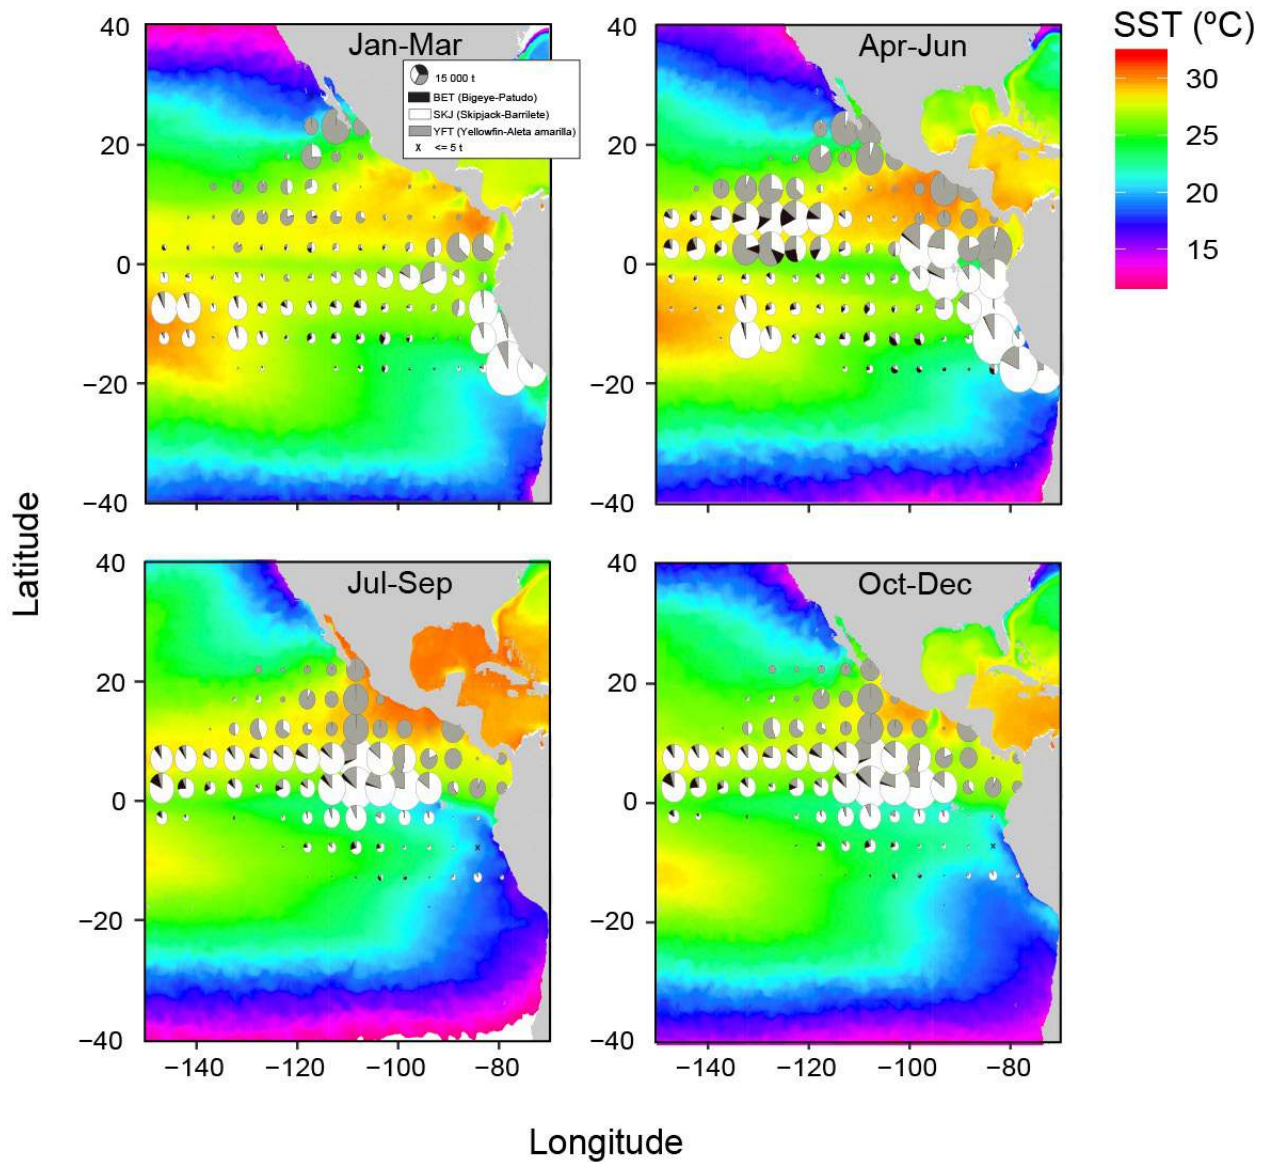 Jan-Mar
Apr-Jun
SST (ºC)
15 000 t
BET (Bigeye-Patudo)
SKJ (Skipjack-Barrilete)
YFT (Yellowfin-Aleta amarilla)
x <= 5 t
40
20
0
−20
−40
40
20
0
−20
−40
30
25
20
15
Latitude
Jul-Sep
Oct-Dec
40
20
0
−20
−40
40
20
0
−20
−40
−140 −120 −100 −80
−140 −120 −100 −80
Longitude